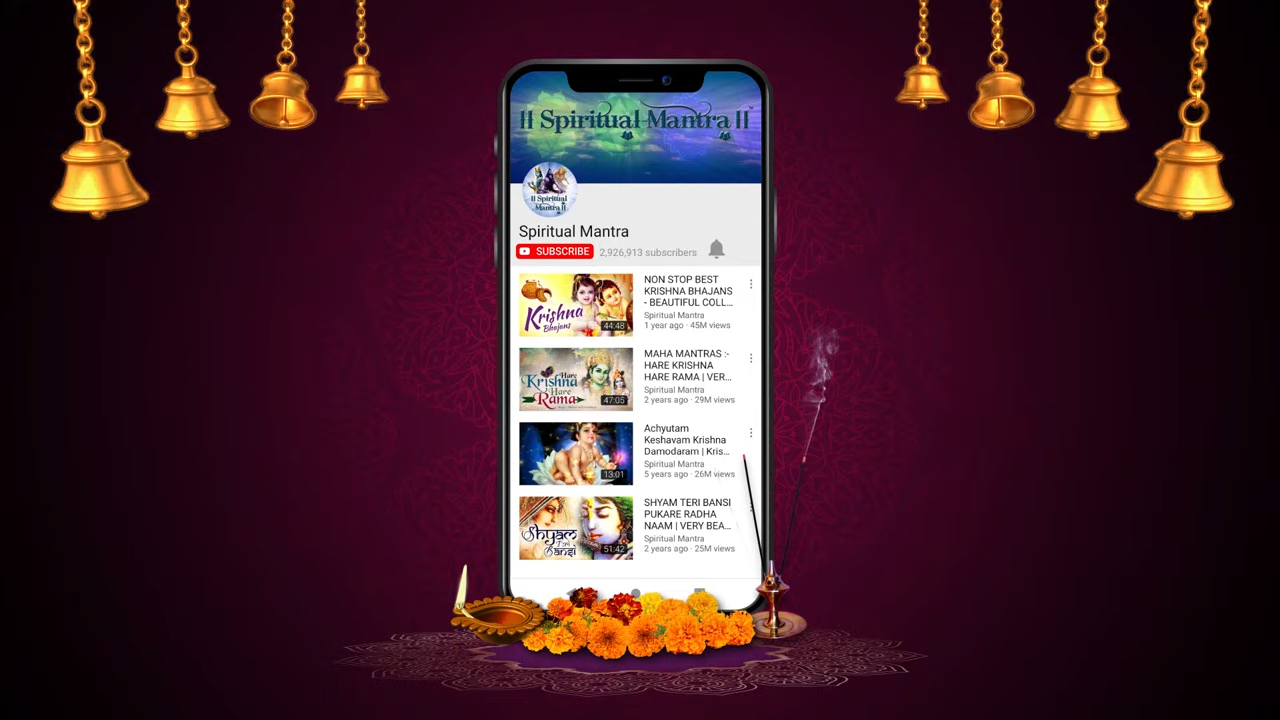 || Spiritual Mantra ||
|| Spiritual
Mantra ||
Spiritual Mantra
SUBSCRIBE 2,926,913 subscribers
Krishna
Bhajans
44:48
NON STOP BEST
KRISHNA BHAJANS
- BEAUTIFUL COLL...
Spiritual Mantra
1 year ago · 45M views
Hare
Krishna
Hare
Rama
47:05
MAHA MANTRAS :-
HARE KRISHNA
HARE RAMA | VER...
Spiritual Mantra
2 years ago · 29M views
13:01
Achyutam
Keshavam Krishna
Damodaram | Kris...
Spiritual Mantra
5 years ago · 26M views
Shyam
Teri
Bansi
51:42
SHYAM TERI BANSI
PUKARE RADHA
NAAM | VERY BEA...
Spiritual Mantra
2 years ago · 25M views